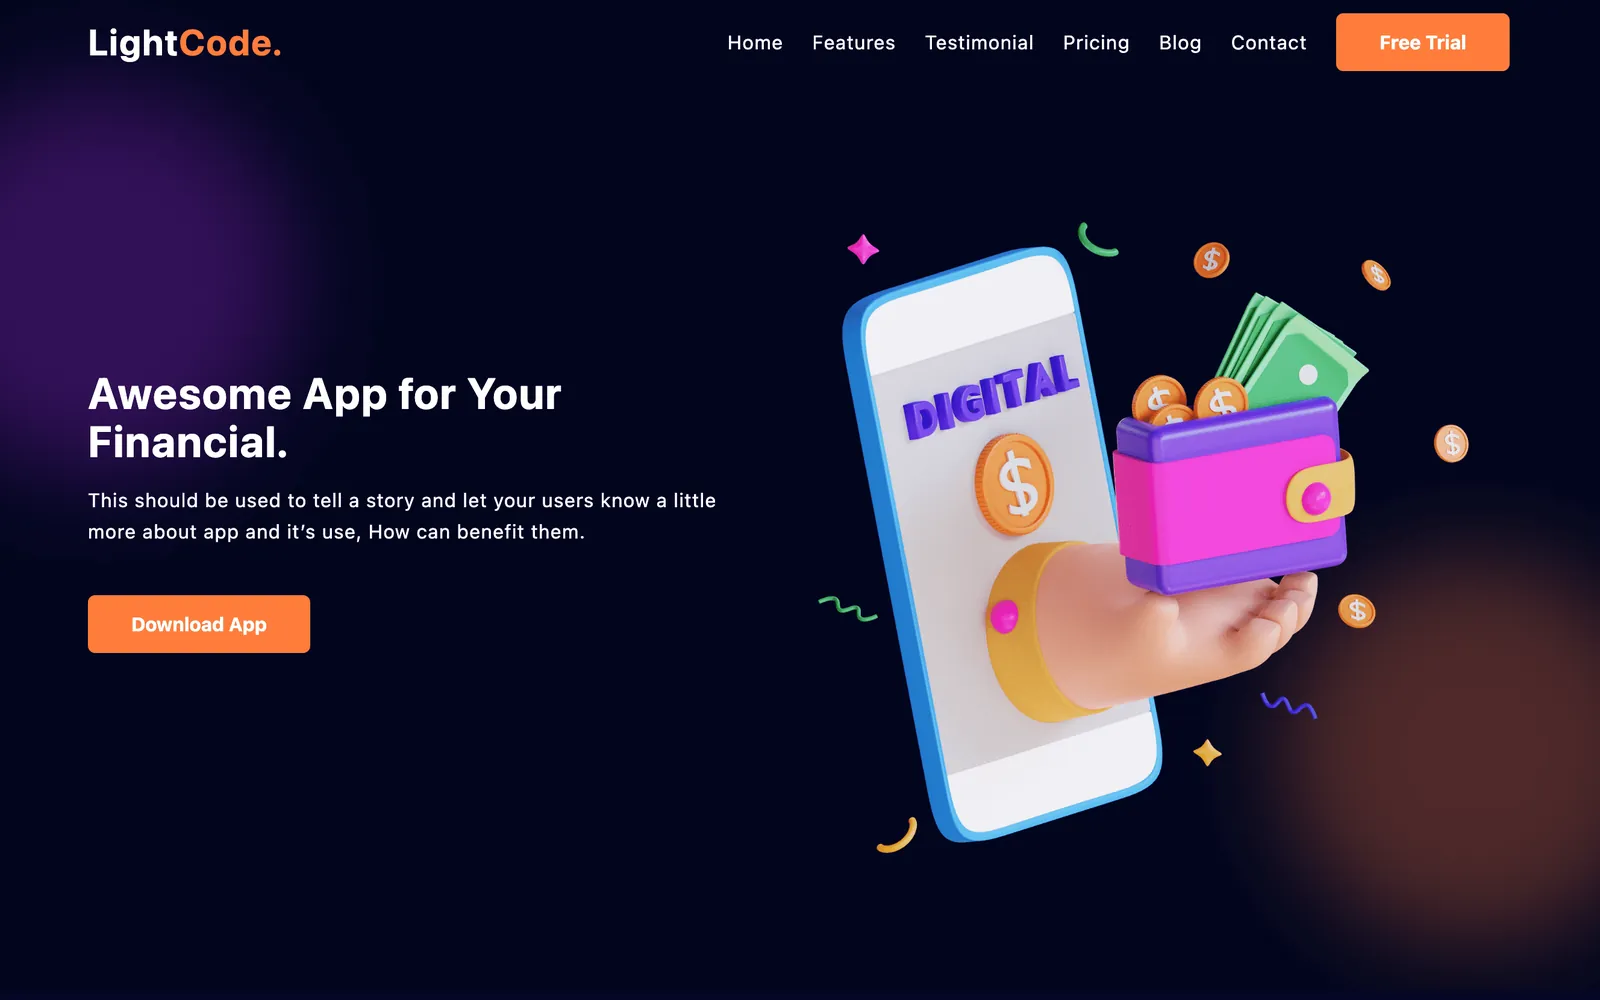 LightCode.
Home Features Testimonial Pricing Blog Contact Free Trial
Awesome App for Your
Financial.
This should be used to tell a story and let your users know a little
more about app and it’s use, How can benefit them.
Download App
DIGITAL
$
$
$
$
$
$
$
$